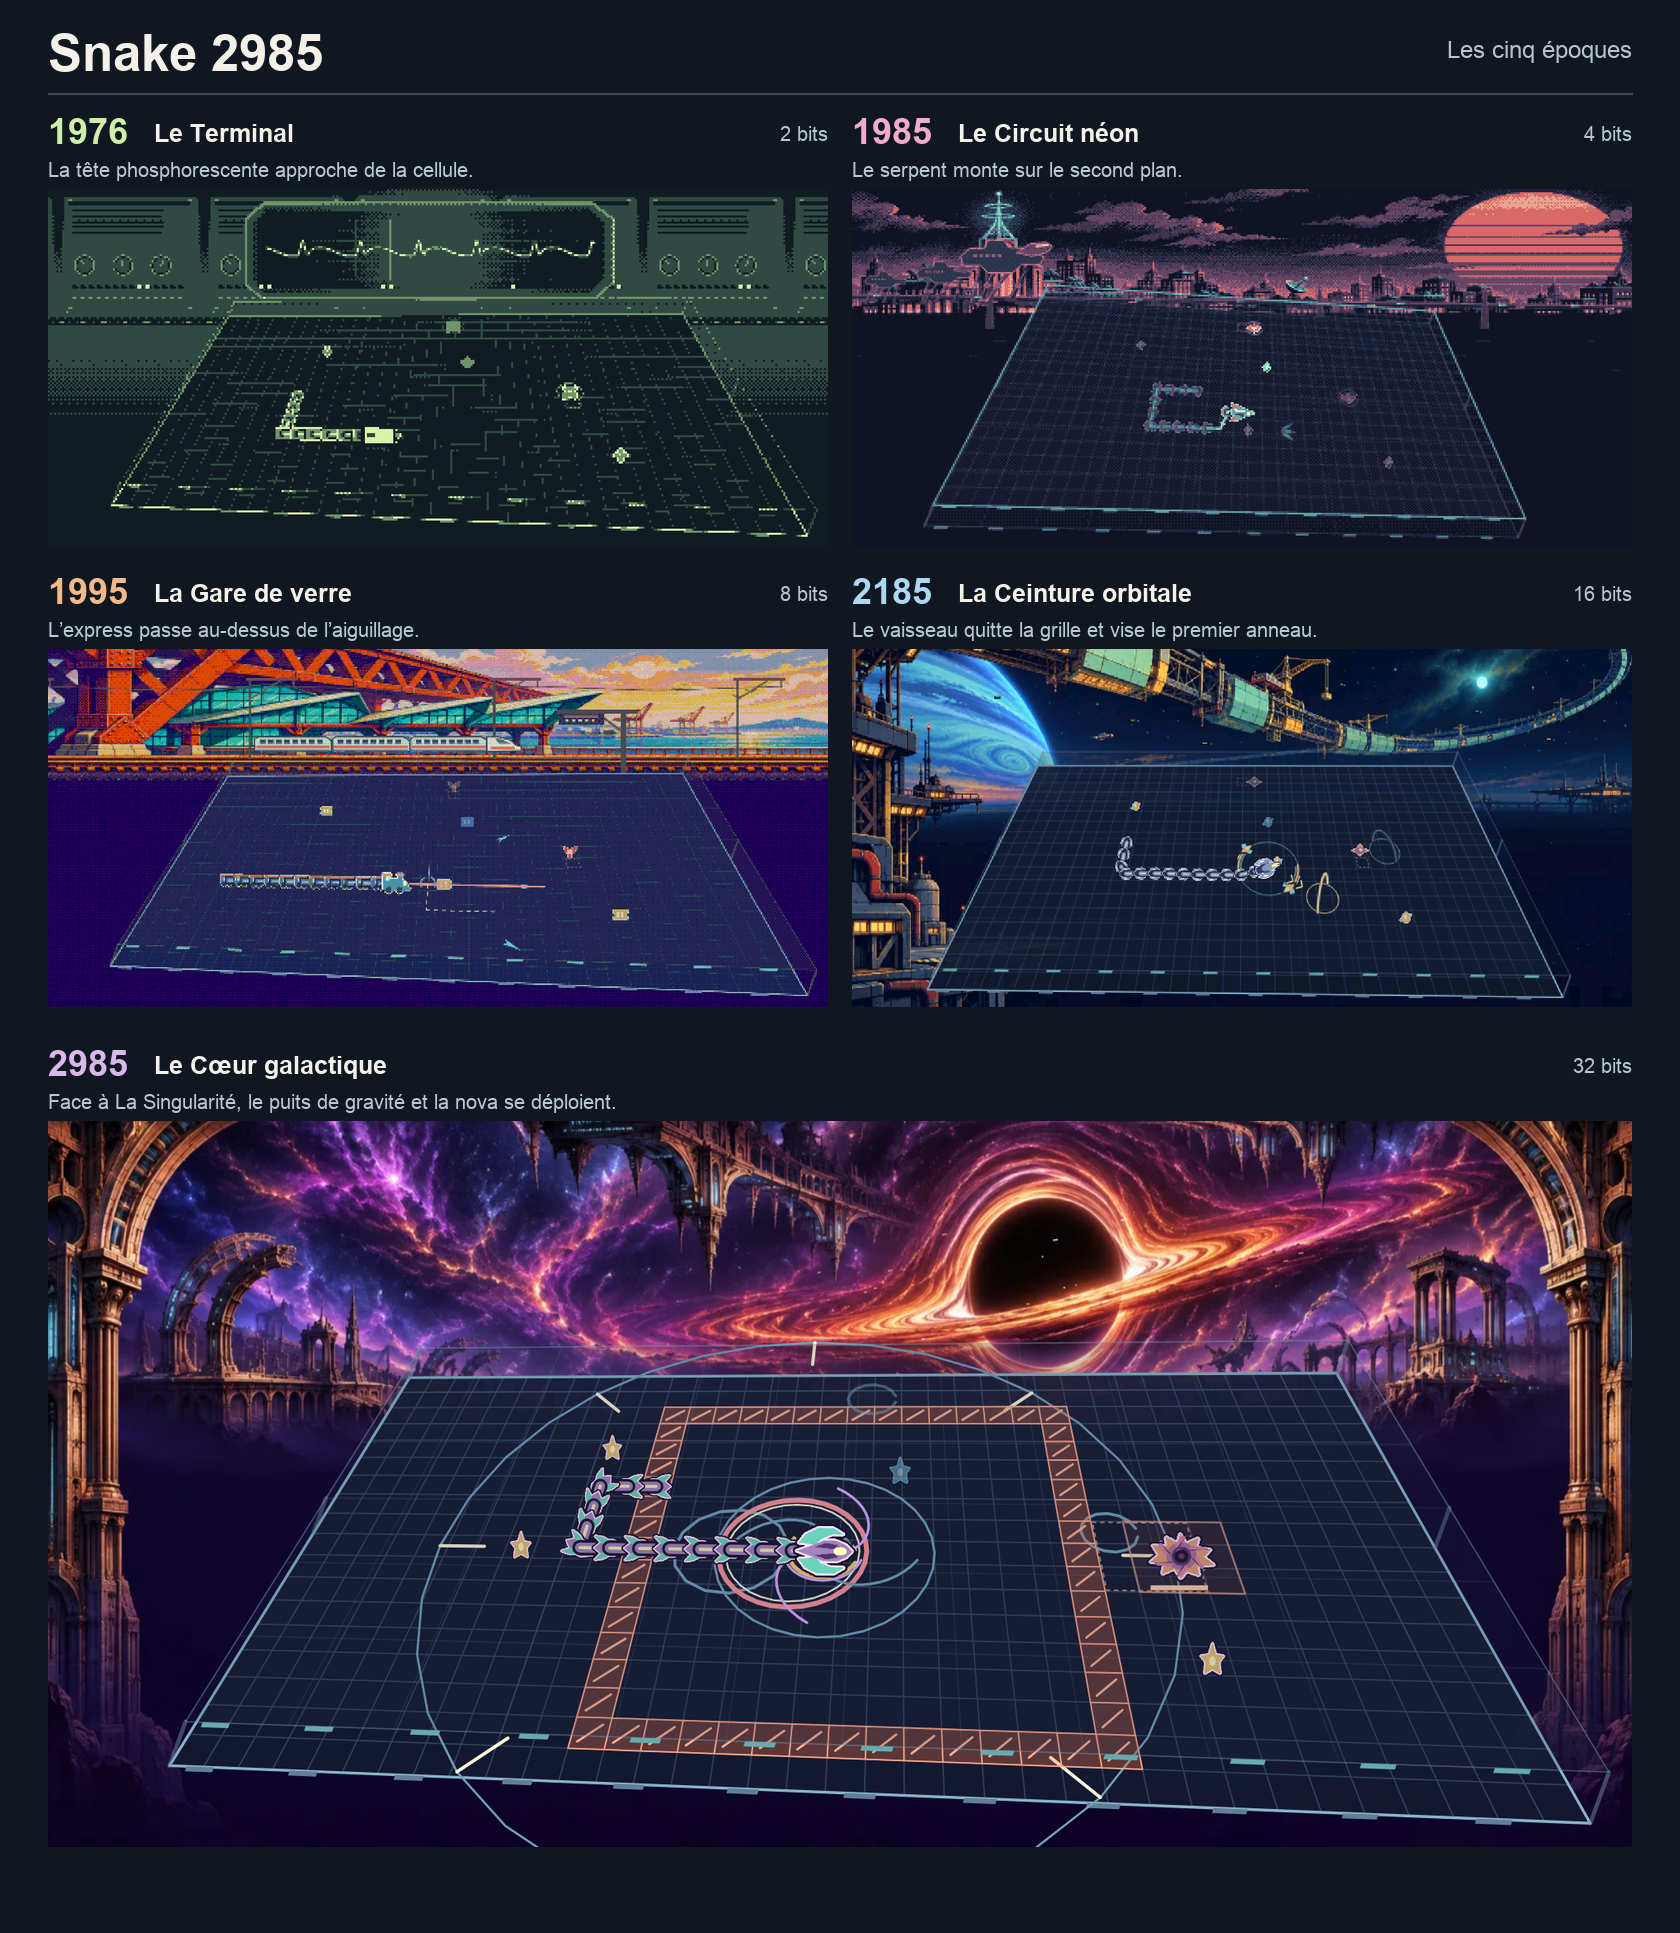 Snake 2985
Les cinq époques
1976 Le Terminal 2 bits
La tête phosphorescente approche de la cellule.
1985 Le Circuit néon 4 bits
Le serpent monte sur le second plan.
1995 La Gare de verre 8 bits
L’express passe au-dessus de l’aiguillage.
2185 La Ceinture orbitale 16 bits
Le vaisseau quitte la grille et vise le premier anneau.
2985 Le Cœur galactique 32 bits
Face à La Singularité, le puits de gravité et la nova se déploient.